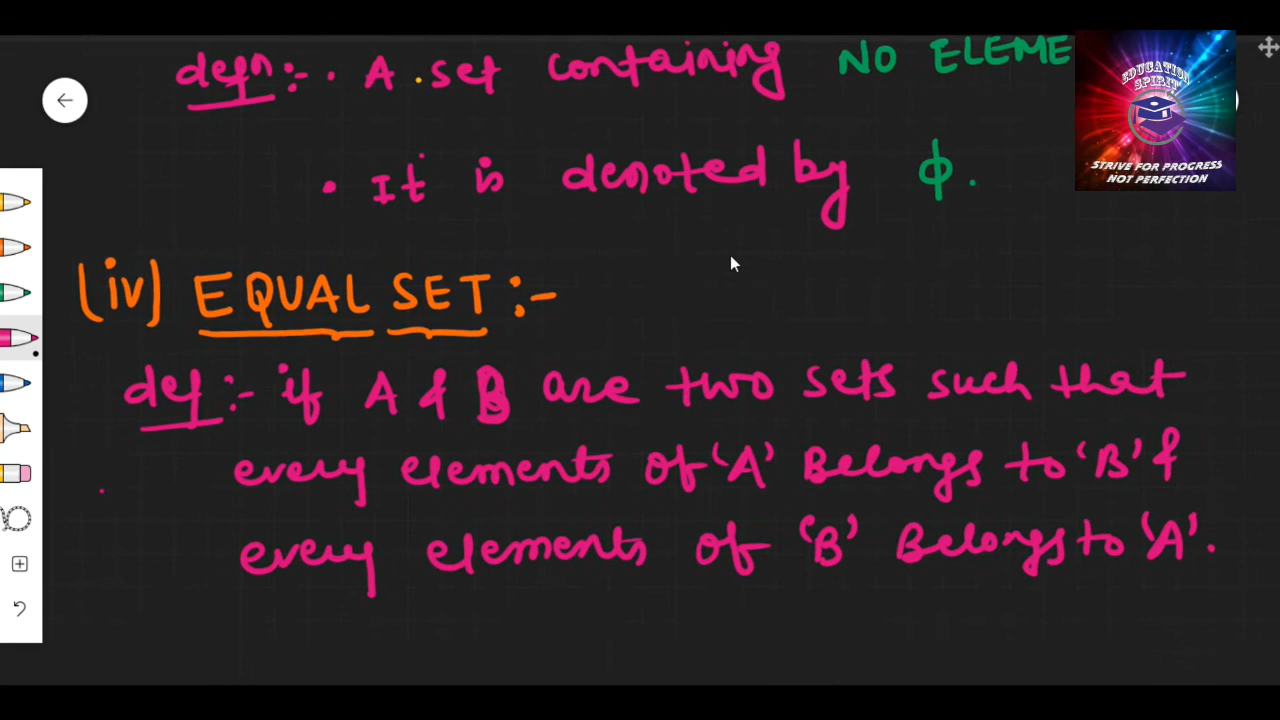 defn:- · A set containing NO ELEME
· It is denoted by ϕ.
(iv) EQUAL SET :-
def:- if A & B are two sets such that
every elements of 'A' Belongs to 'B' &
every elements of 'B' Belongs to 'A'.
EDUCATION
SPIRIT
STRIVE FOR PROGRESS
NOT PERFECTION